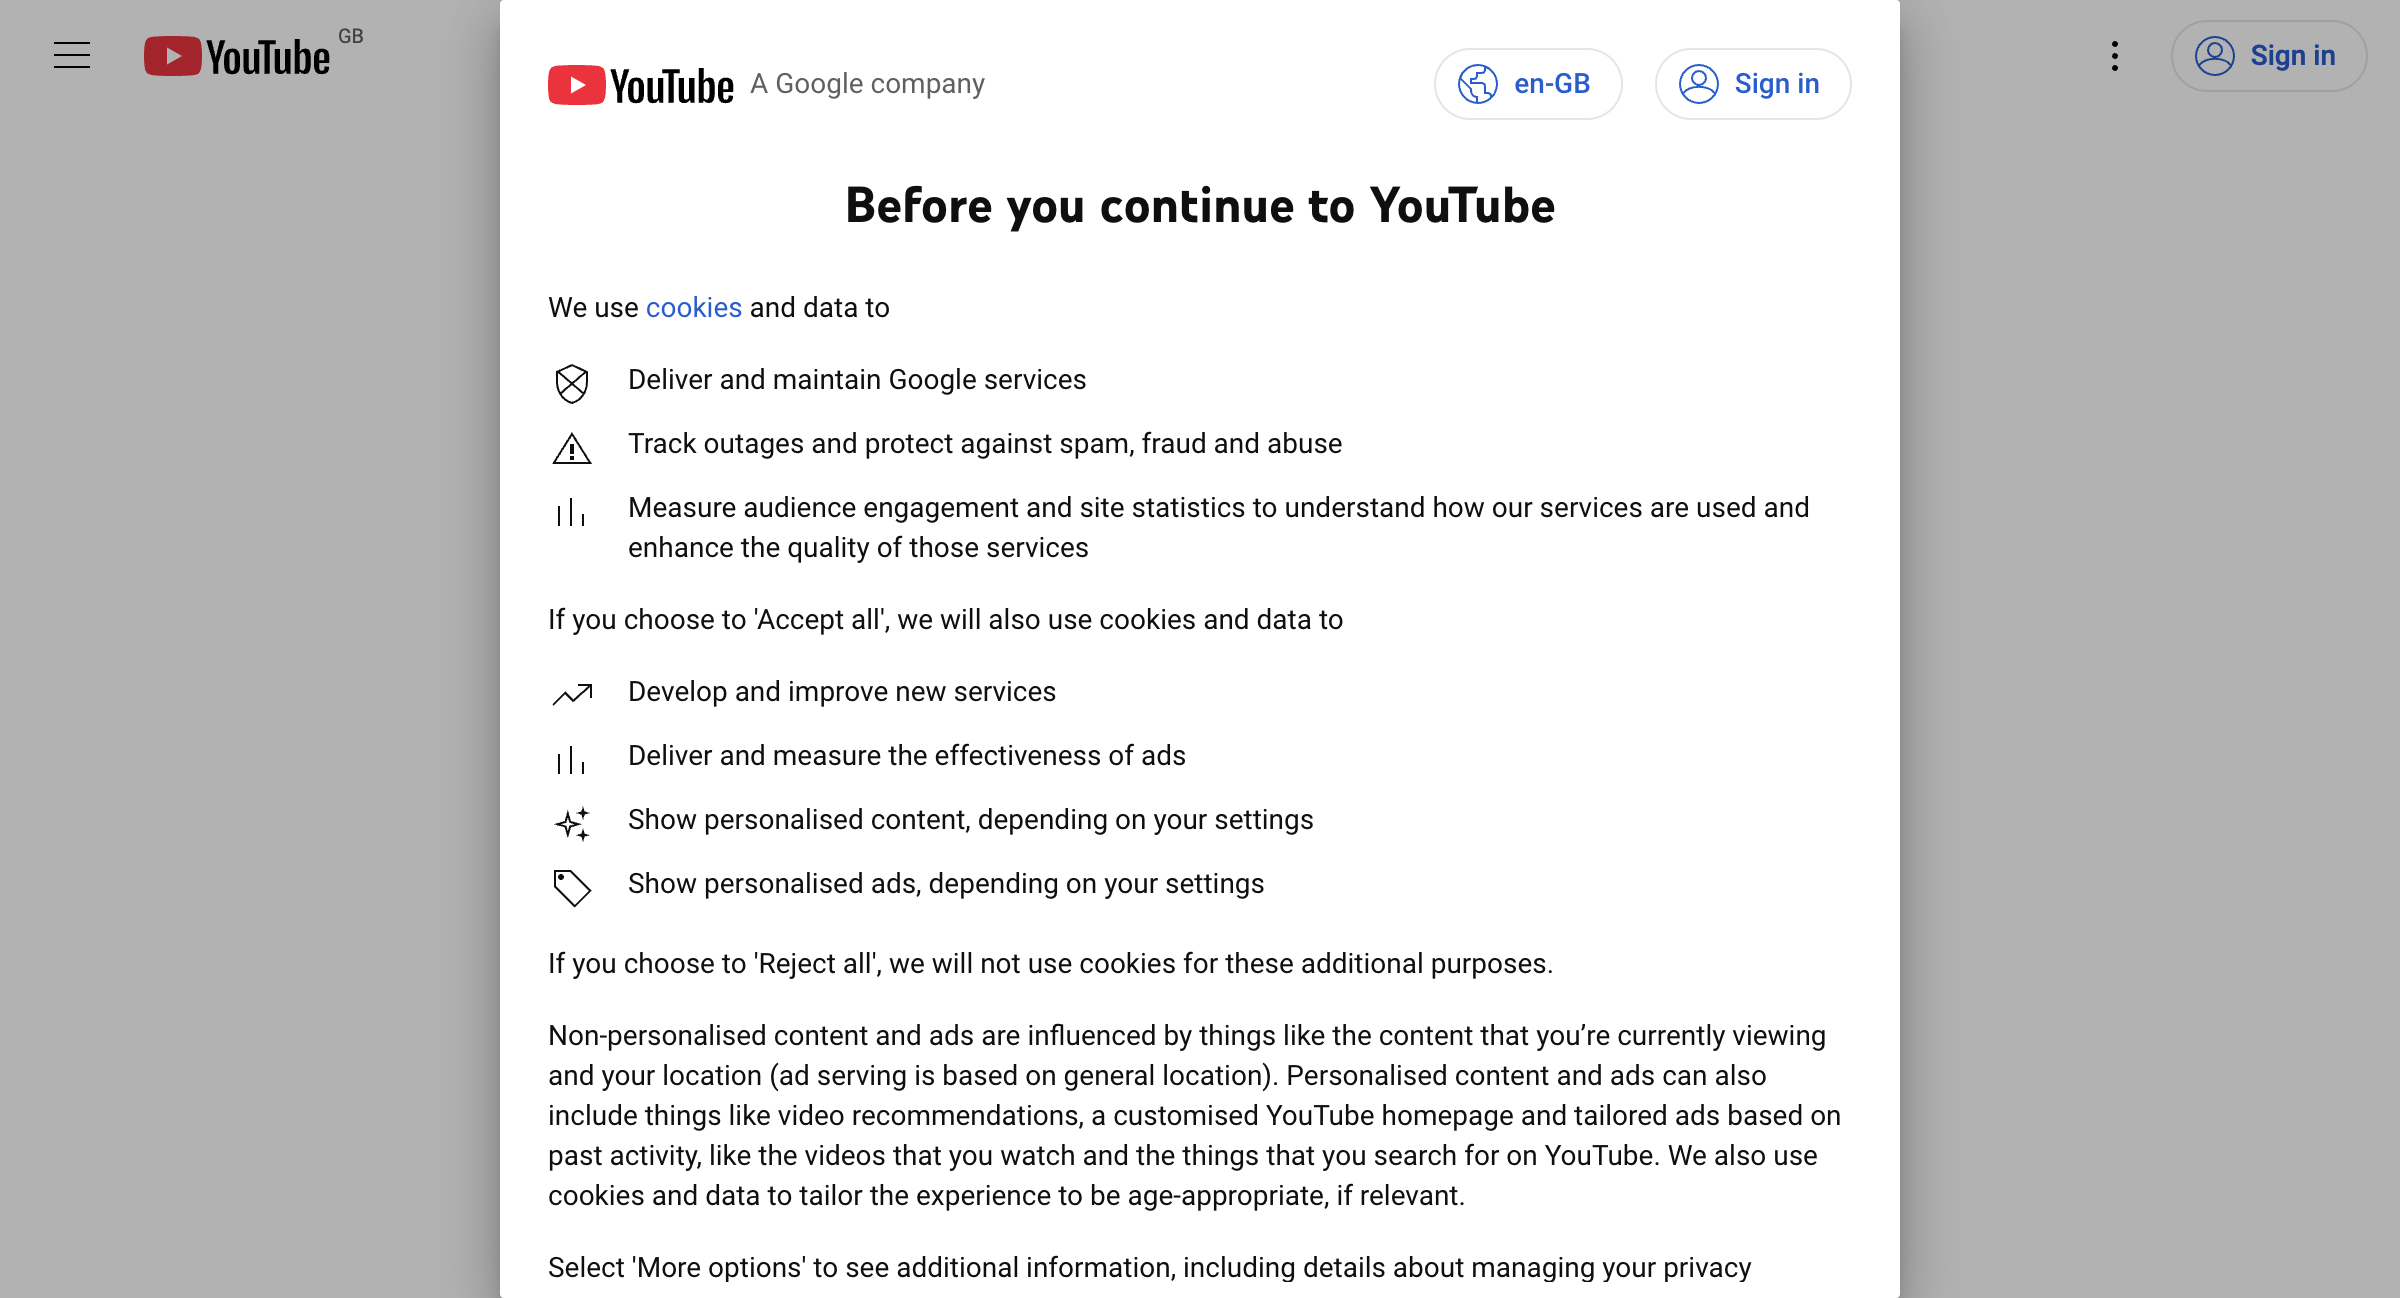 YouTube GB
Sign in
YouTube A Google company
en-GB
Sign in
Before you continue to YouTube
We use cookies and data to
Deliver and maintain Google services
Track outages and protect against spam, fraud and abuse
Measure audience engagement and site statistics to understand how our services are used and
enhance the quality of those services
If you choose to 'Accept all', we will also use cookies and data to
Develop and improve new services
Deliver and measure the effectiveness of ads
Show personalised content, depending on your settings
Show personalised ads, depending on your settings
If you choose to 'Reject all', we will not use cookies for these additional purposes.
Non-personalised content and ads are influenced by things like the content that you’re currently viewing
and your location (ad serving is based on general location). Personalised content and ads can also
include things like video recommendations, a customised YouTube homepage and tailored ads based on
past activity, like the videos that you watch and the things that you search for on YouTube. We also use
cookies and data to tailor the experience to be age-appropriate, if relevant.
Select 'More options' to see additional information, including details about managing your privacy